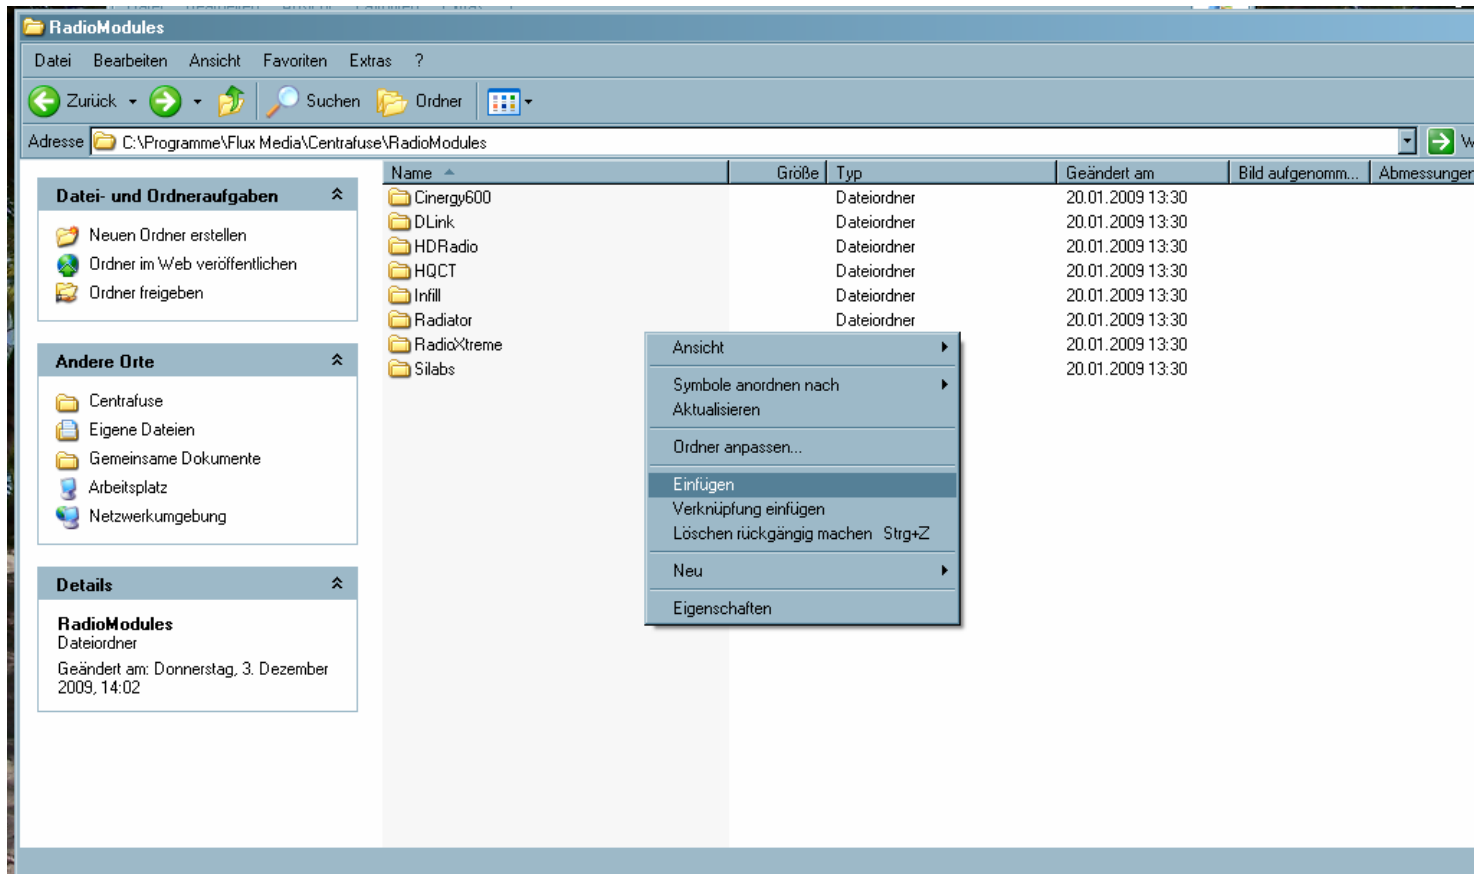 RadioModules
Datei Bearbeiten Ansicht Favoriten Extras ?
Zurück Suchen Ordner
Adresse C:\Programme\Flux Media\Centrafuse\RadioModules W
Name Größe Typ Geändert am Bild aufgenomm... Abmessungen
Datei- und Ordneraufgaben
Neuen Ordner erstellen
Ordner im Web veröffentlichen
Ordner freigeben
Andere Orte
Centrafuse
Eigene Dateien
Gemeinsame Dokumente
Arbeitsplatz
Netzwerkumgebung
Details
RadioModules
Dateiordner
Geändert am: Donnerstag, 3. Dezember
2009, 14:02
Cinergy600 Dateiordner 20.01.2009 13:30
DLink Dateiordner 20.01.2009 13:30
HDRadio Dateiordner 20.01.2009 13:30
HQCT Dateiordner 20.01.2009 13:30
Infill Dateiordner 20.01.2009 13:30
Radiator Dateiordner 20.01.2009 13:30
RadioXtreme 20.01.2009 13:30
Silabs 20.01.2009 13:30
Ansicht
Symbole anordnen nach
Aktualisieren
Ordner anpassen...
Einfügen
Verknüpfung einfügen
Löschen rückgängig machen Strg+Z
Neu
Eigenschaften